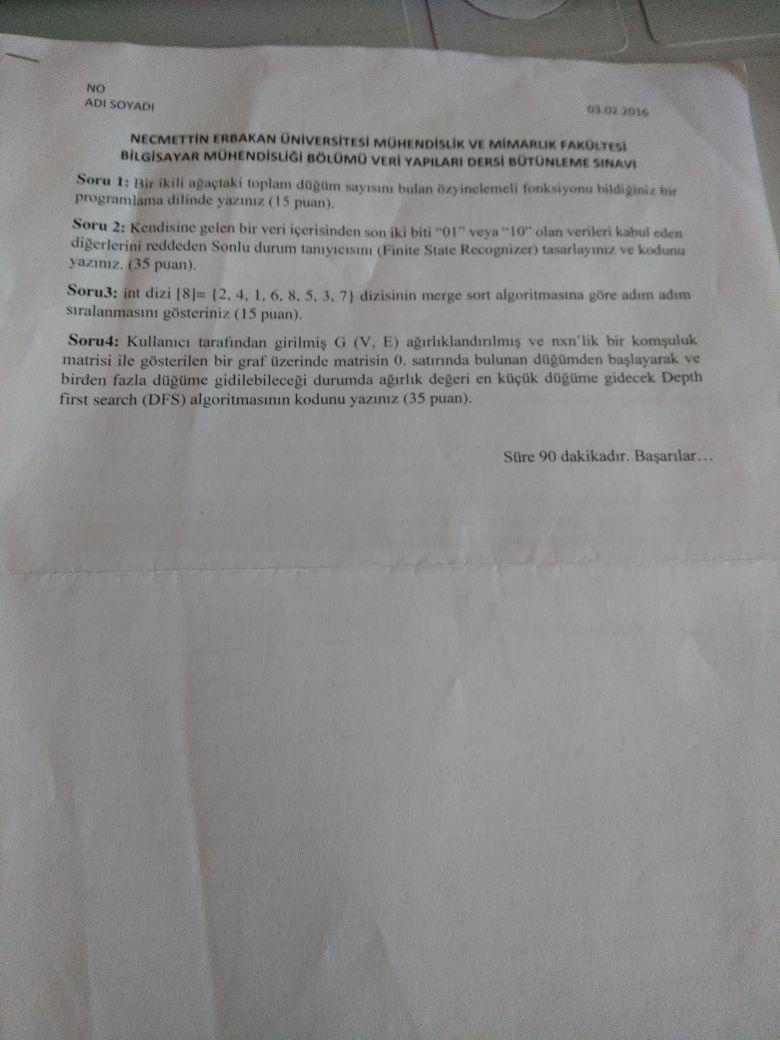 NO
ADI SOYADI
03.02.2016
NECMETTİN ERBAKAN ÜNİVERSİTESİ MÜHENDİSLİK VE MİMARLIK FAKÜLTESİ
BİLGİSAYAR MÜHENDİSLİĞİ BÖLÜMÜ VERİ YAPILARI DERSİ BÜTÜNLEME SINAVI
Soru 1: Bir ikili ağaçtaki toplam düğüm sayısını bulan özyinelemeli fonksiyonu bildiğiniz bir
programlama dilinde yazınız (15 puan).
Soru 2: Kendisine gelen bir veri içerisinden son iki biti “01” veya “10” olan verileri kabul eden
diğerlerini reddeden Sonlu durum tanıyıcısını (Finite State Recognizer) tasarlayınız ve kodunu
yazınız. (35 puan).
Soru3: int dizi [8]= {2, 4, 1, 6, 8, 5, 3, 7} dizisinin merge sort algoritmasına göre adım adım
sıralanmasını gösteriniz (15 puan).
Soru4: Kullanıcı tarafından girilmiş G (V, E) ağırlıklandırılmış ve nxn’lik bir komşuluk
matrisi ile gösterilen bir graf üzerinde matrisin 0. satırında bulunan düğümden başlayarak ve
birden fazla düğüme gidilebileceği durumda ağırlık değeri en küçük düğüme gidecek Depth
first search (DFS) algoritmasının kodunu yazınız (35 puan).
Süre 90 dakikadır. Başarılar…